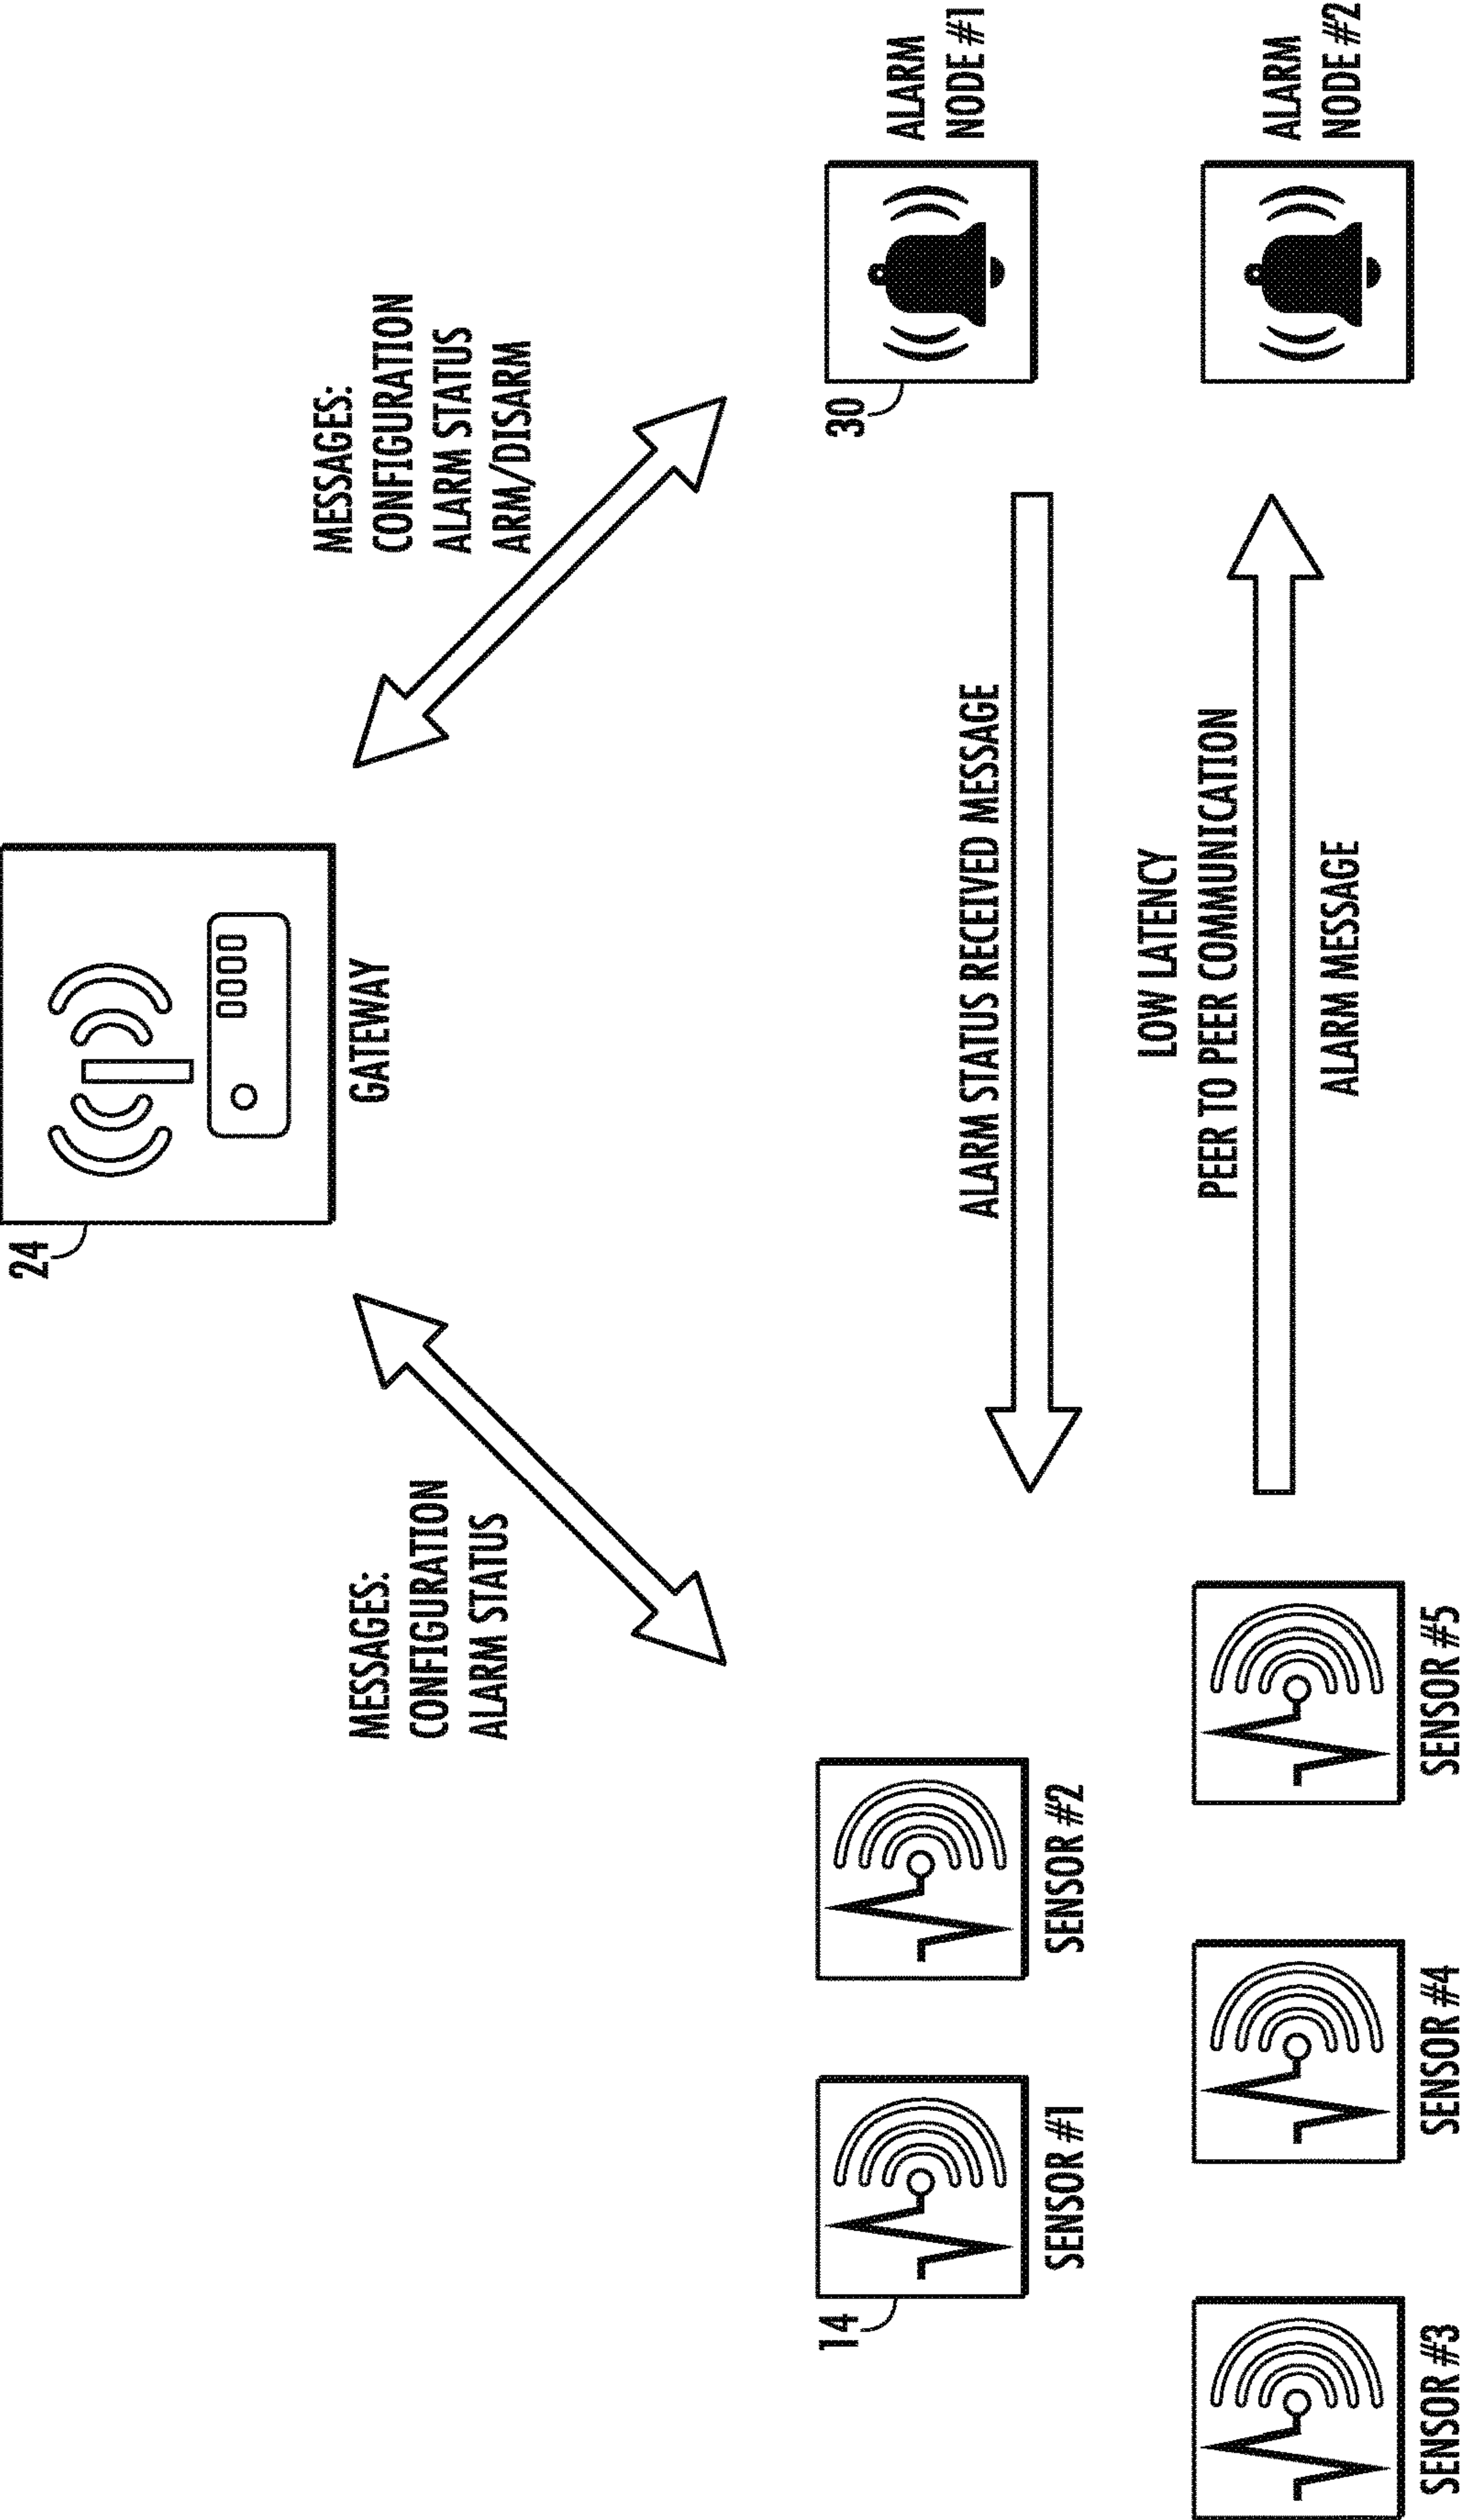 24
GATEWAY
MESSAGES:
CONFIGURATION
ALARM STATUS
MESSAGES:
CONFIGURATION
ALARM STATUS
ARM/DISARM
14
SENSOR #1
SENSOR #2
SENSOR #3
SENSOR #4
SENSOR #5
ALARM STATUS RECEIVED MESSAGE
LOW LATENCY
PEER TO PEER COMMUNICATION
ALARM MESSAGE
30
ALARM
NODE #1
ALARM
NODE #2